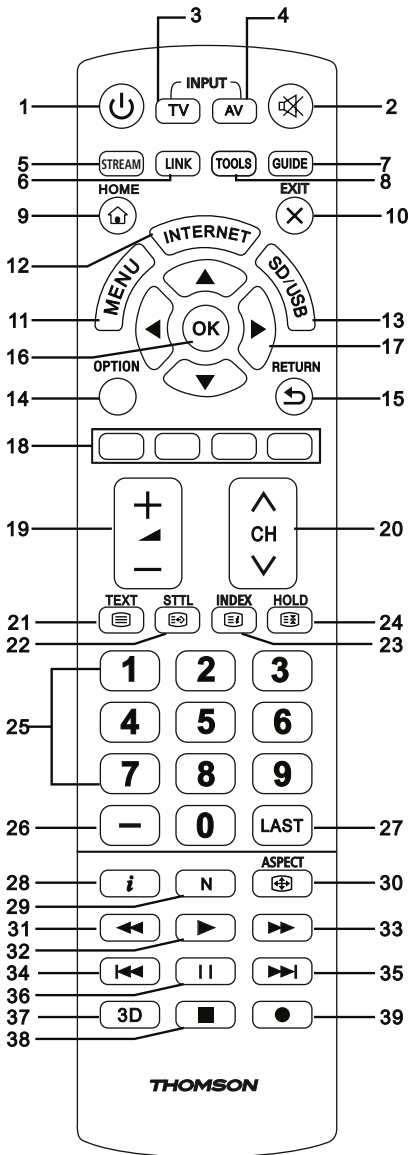 3 4
INPUT
1 TV AV 2
5 STREAM LINK TOOLS GUIDE 7
6 8
HOME EXIT
9 10
12 INTERNET
11 MENU SD/USB 13
16 OK 17
OPTION RETURN
14 15
18
19 CH 20
TEXT STTL INDEX HOLD
21 24
22 23
1 2 3
25 4 5 6
7 8 9
26 – 0 LAST 27
ASPECT
28 i N 30
29
31 33
32
34 35
36
37 3D 39
38
THOMSON